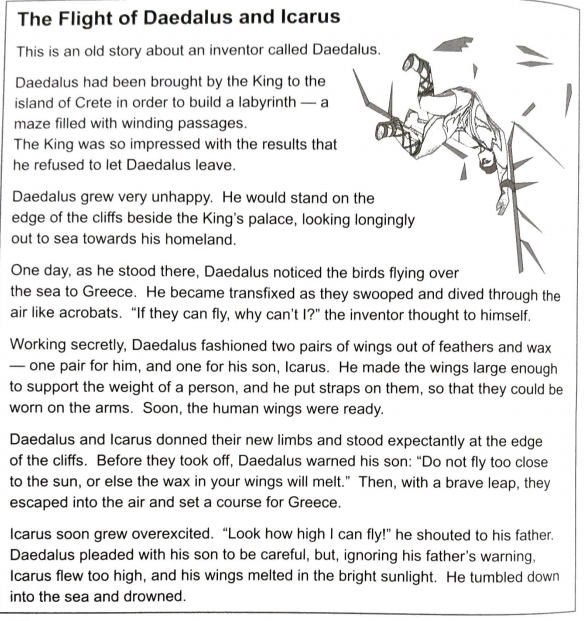 The Flight of Daedalus and Icarus
This is an old story about an inventor called Daedalus.
Daedalus had been brought by the King to the
island of Crete in order to build a labyrinth — a
maze filled with winding passages.
The King was so impressed with the results that
he refused to let Daedalus leave.
Daedalus grew very unhappy. He would stand on the
edge of the cliffs beside the King's palace, looking longingly
out to sea towards his homeland.
One day, as he stood there, Daedalus noticed the birds flying over
the sea to Greece. He became transfixed as they swooped and dived through the
air like acrobats. "If they can fly, why can't I?" the inventor thought to himself.
Working secretly, Daedalus fashioned two pairs of wings out of feathers and wax
— one pair for him, and one for his son, Icarus. He made the wings large enough
to support the weight of a person, and he put straps on them, so that they could be
worn on the arms. Soon, the human wings were ready.
Daedalus and Icarus donned their new limbs and stood expectantly at the edge
of the cliffs. Before they took off, Daedalus warned his son: "Do not fly too close
to the sun, or else the wax in your wings will melt." Then, with a brave leap, they
escaped into the air and set a course for Greece.
Icarus soon grew overexcited. "Look how high I can fly!" he shouted to his father.
Daedalus pleaded with his son to be careful, but, ignoring his father's warning,
Icarus flew too high, and his wings melted in the bright sunlight. He tumbled down
into the sea and drowned.